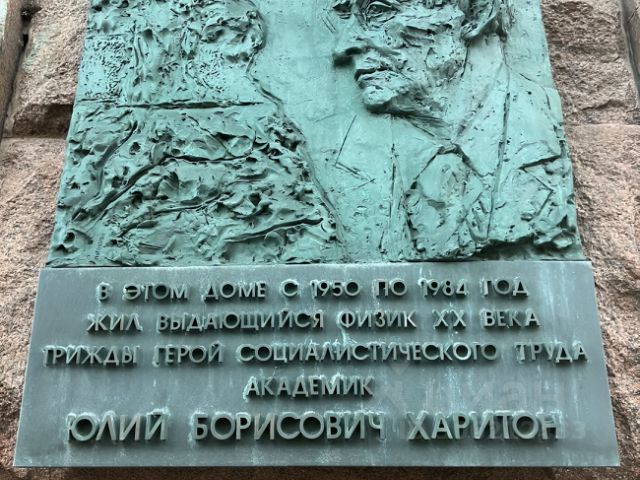 В ЭТОМ ДОМЕ С 1950 ПО 1984 ГОД
ЖИЛ ВЫДАЮЩИЙСЯ ФИЗИК XX ВЕКА
ТРИЖДЫ ГЕРОЙ СОЦИАЛИСТИЧЕСКОГО ТРУДА
АКАДЕМИК
ЮЛИЙ БОРИСОВИЧ ХАРИТОН